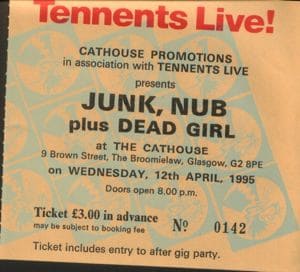 Tennents Live!
CATHOUSE PROMOTIONS
in association with TENNENTS LIVE
presents
JUNK, NUB
plus DEAD GIRL
at THE CATHOUSE
9 Brown Street, The Broomielaw, Glasgow, G2 8PE
on WEDNESDAY, 12th APRIL, 1995
Doors open 8.00 p.m.
Ticket £3.00 in advance
may be subject to booking fee
Nº 0142
Ticket includes entry to after gig party.